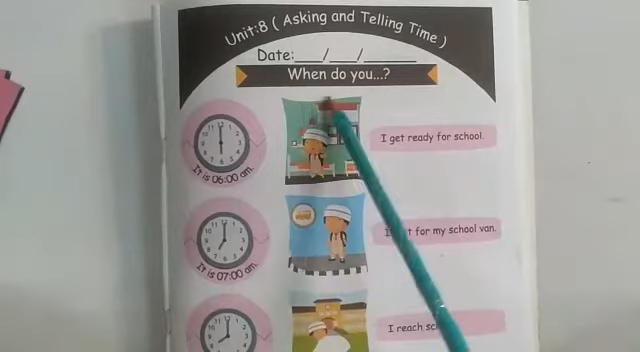 Unit:8 ( Asking and Telling Time )
Date:___/___/______
When do you...?
I get ready for school.
It is 06:00 am.
for my school van.
It is 07:00 am.
I reach